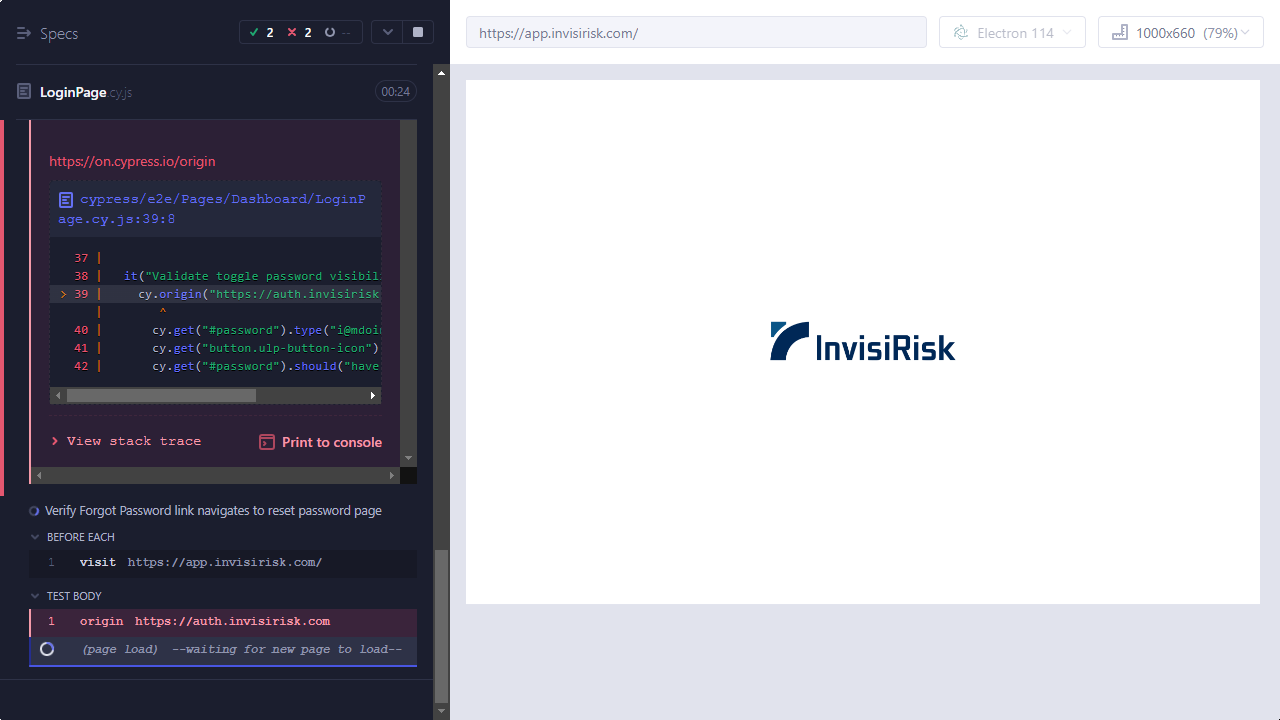 Specs
2
2
--
https://app.invisirisk.com/
Electron 114
1000x660 (79%)
LoginPage.cy.js
00:24
https://on.cypress.io/origin
cypress/e2e/Pages/Dashboard/LoginP
age.cy.js:39:8
37 |
38 | it("Validate toggle password visibili
> 39 | cy.origin("https://auth.invisirisk
| ^
40 | cy.get("#password").type("i@mdoin
41 | cy.get("button.ulp-button-icon")
42 | cy.get("#password").should("have
View stack trace
Print to console
Verify Forgot Password link navigates to reset password page
BEFORE EACH
1 visit https://app.invisirisk.com/
TEST BODY
1 origin https://auth.invisirisk.com
(page load) --waiting for new page to load--
InvisiRisk